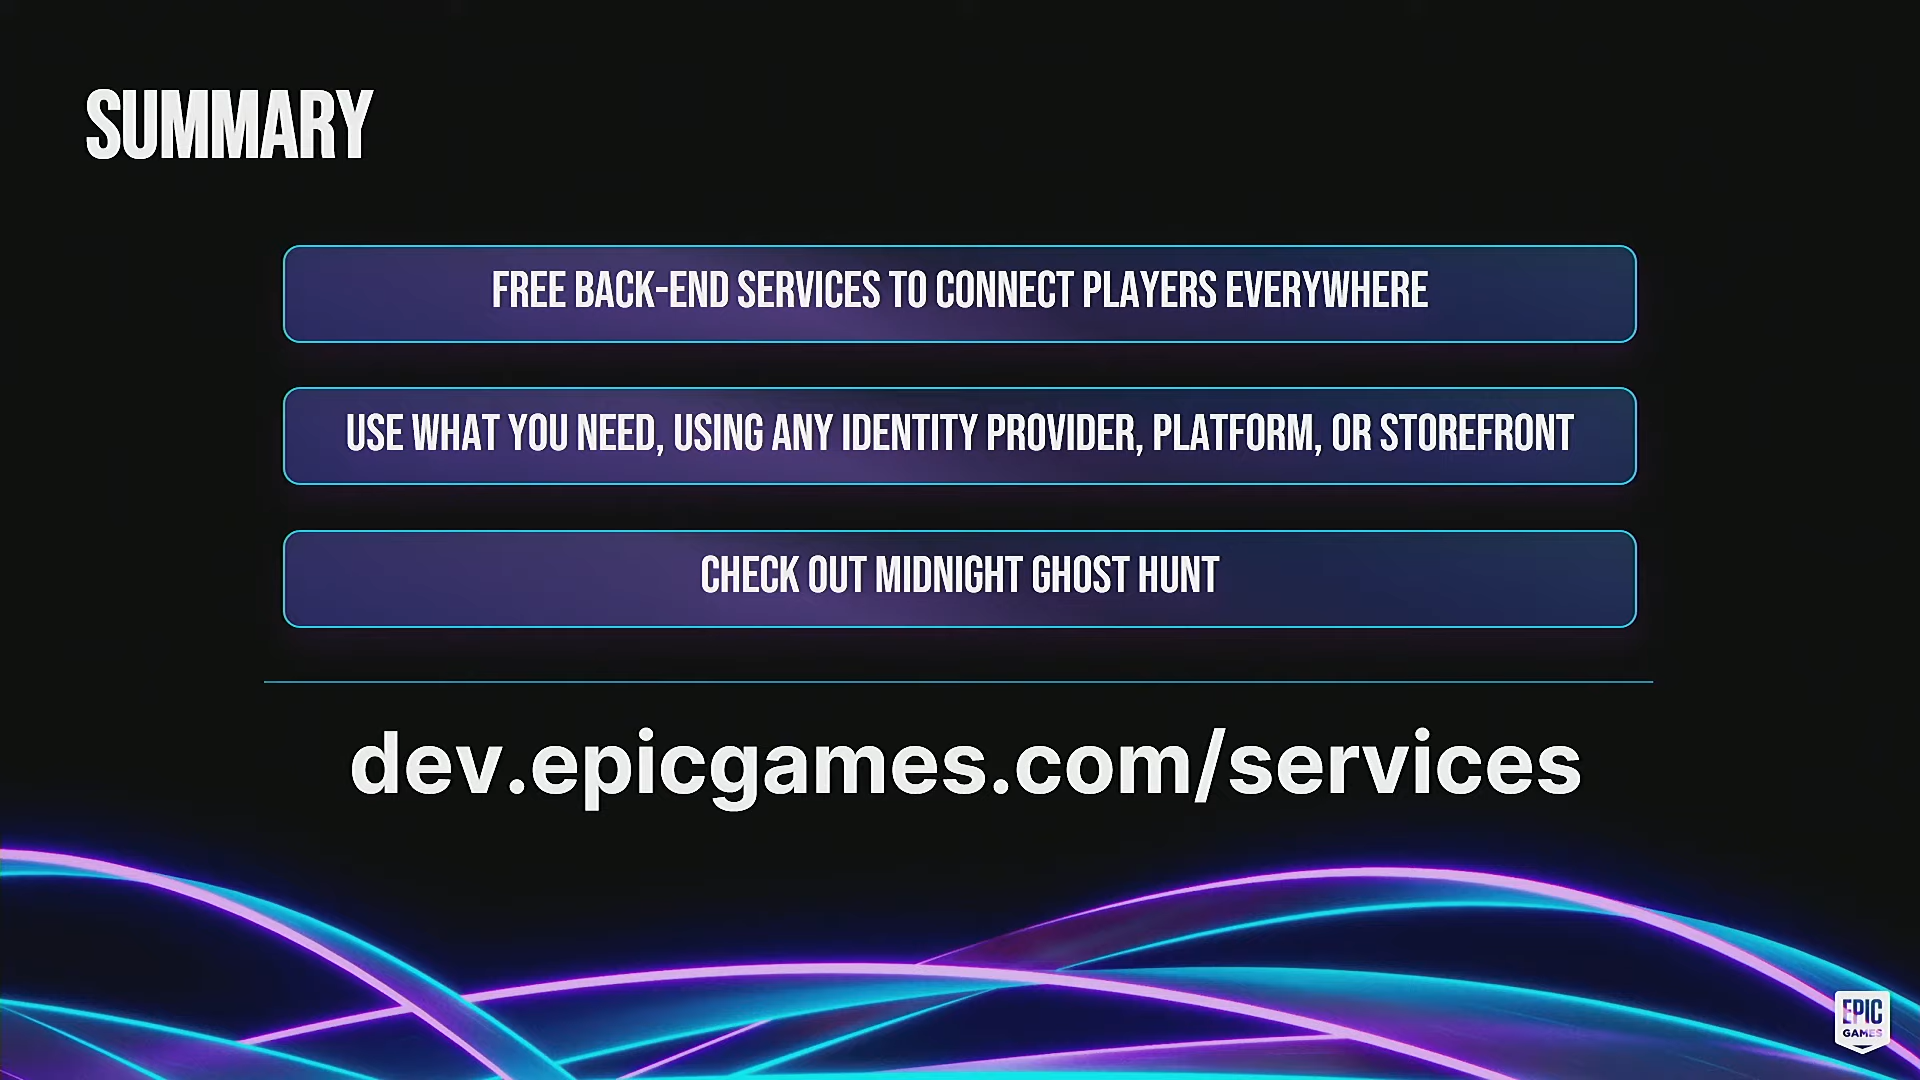 SUMMARY
FREE BACK-END SERVICES TO CONNECT PLAYERS EVERYWHERE
USE WHAT YOU NEED, USING ANY IDENTITY PROVIDER, PLATFORM, OR STOREFRONT
CHECK OUT MIDNIGHT GHOST HUNT
dev.epicgames.com/services
EPIC
GAMES